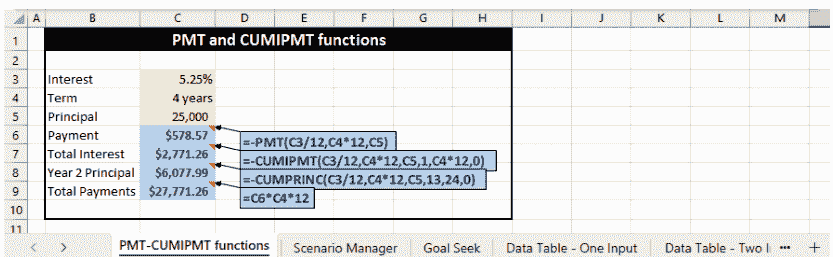 A B C D E F G H I J K L M
1 PMT and CUMIPMT functions
2
3 Interest 5.25%
4 Term 4 years
5 Principal 25,000
6 Payment $578.57 =-PMT(C3/12,C4*12,C5)
7 Total Interest $2,771.26 =-CUMIPMT(C3/12,C4*12,C5,1,C4*12,0)
8 Year 2 Principal $6,077.99 =-CUMPRINC(C3/12,C4*12,C5,13,24,0)
9 Total Payments $27,771.26 =C6*C4*12
10
11
PMT-CUMIPMT functions Scenario Manager Goal Seek Data Table - One Input Data Table - Two I ...